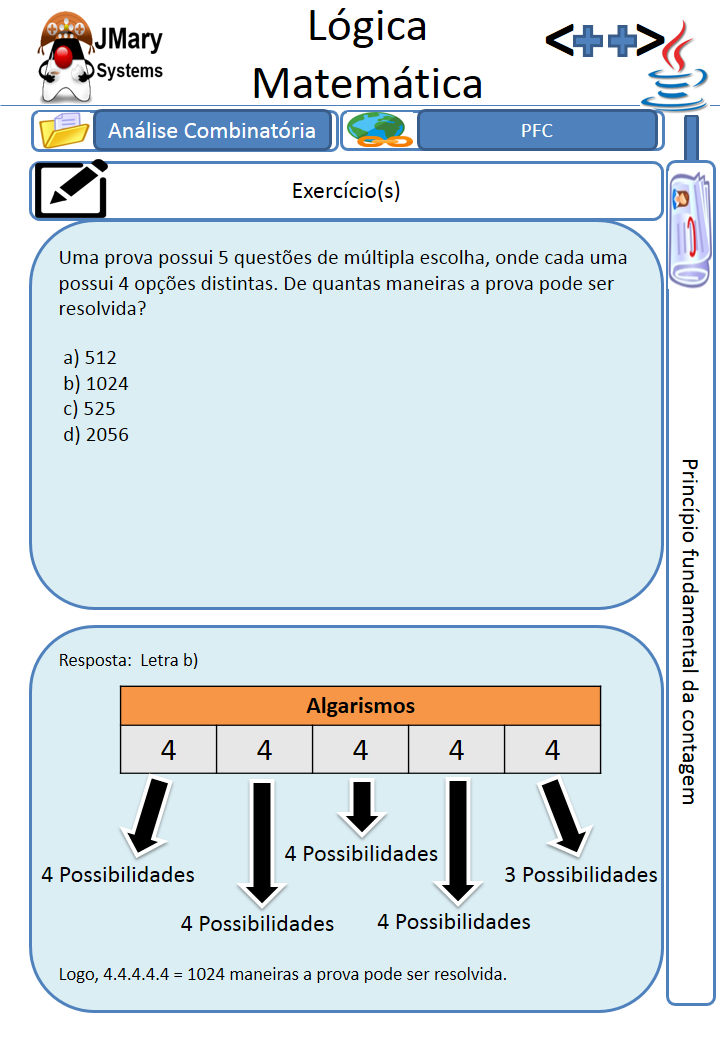 JMary
Systems
Lógica
Matemática
<++>
Análise Combinatória
PFC
Exercício(s)
Uma prova possui 5 questões de múltipla escolha, onde cada uma
possui 4 opções distintas. De quantas maneiras a prova pode ser
resolvida?
a) 512
b) 1024
c) 525
d) 2056
Princípio fundamental da contagem
Resposta:  Letra b)
Algarismos
4 4 4 4 4
4 Possibilidades
4 Possibilidades
3 Possibilidades
4 Possibilidades
4 Possibilidades
Logo, 4.4.4.4.4 = 1024 maneiras a prova pode ser resolvida.